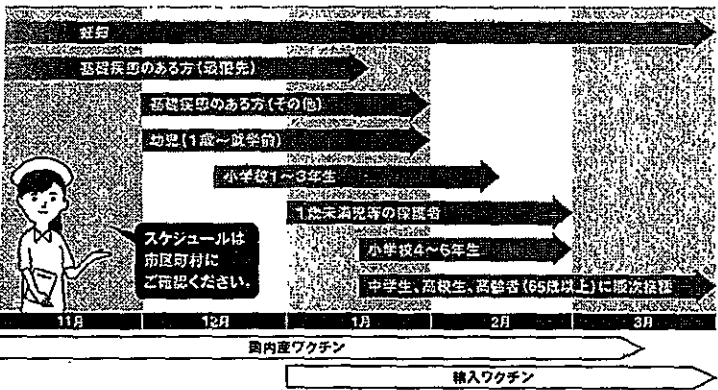 妊婦
基礎疾患のある方(最優先)
基礎疾患のある方(その他)
幼児(1歳〜就学前)
小学校1〜3年生
1歳未満児等の保護者
小学校4〜6年生
中学生、高校生、高齢者(65歳以上)に順次接種
スケジュールは
市区町村に
ご確認ください。
11月 12月 1月 2月 3月
国内産ワクチン
輸入ワクチン